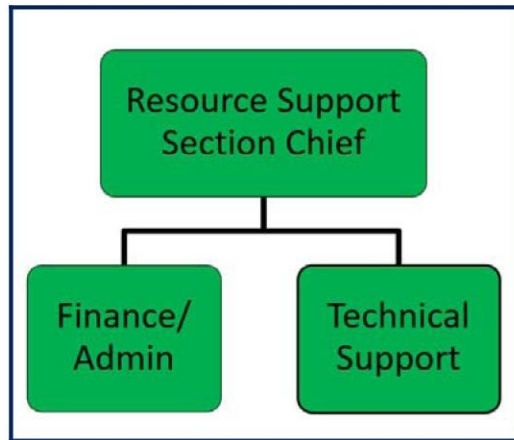 Resource Support
Section Chief
Finance/
Admin
Technical
Support